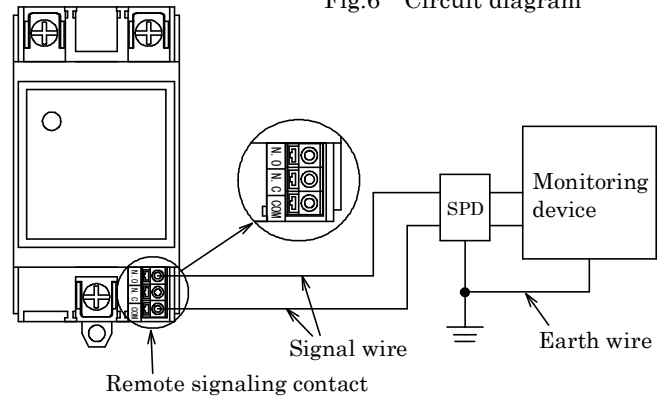 Fig.6 Circuit diagram
N. O
N. C
COM
SPD
Monitoring
device
N. O
N. C
COM
Signal wire
Earth wire
Remote signaling contact